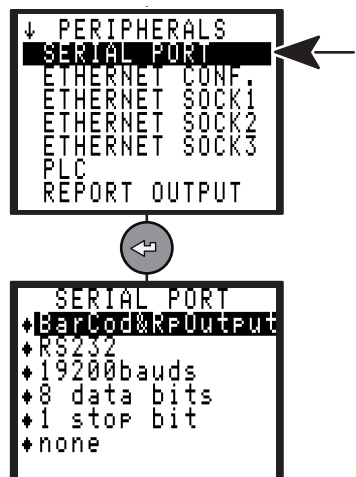 ↓ PERIPHERALS
SERIAL PORT
ETHERNET CONF.
ETHERNET SOCK1
ETHERNET SOCK2
ETHERNET SOCK3
PLC
REPORT OUTPUT
SERIAL PORT
♦BarCod&RpOutput
♦RS232
♦19200bauds
♦8 data bits
♦1 stop bit
♦none